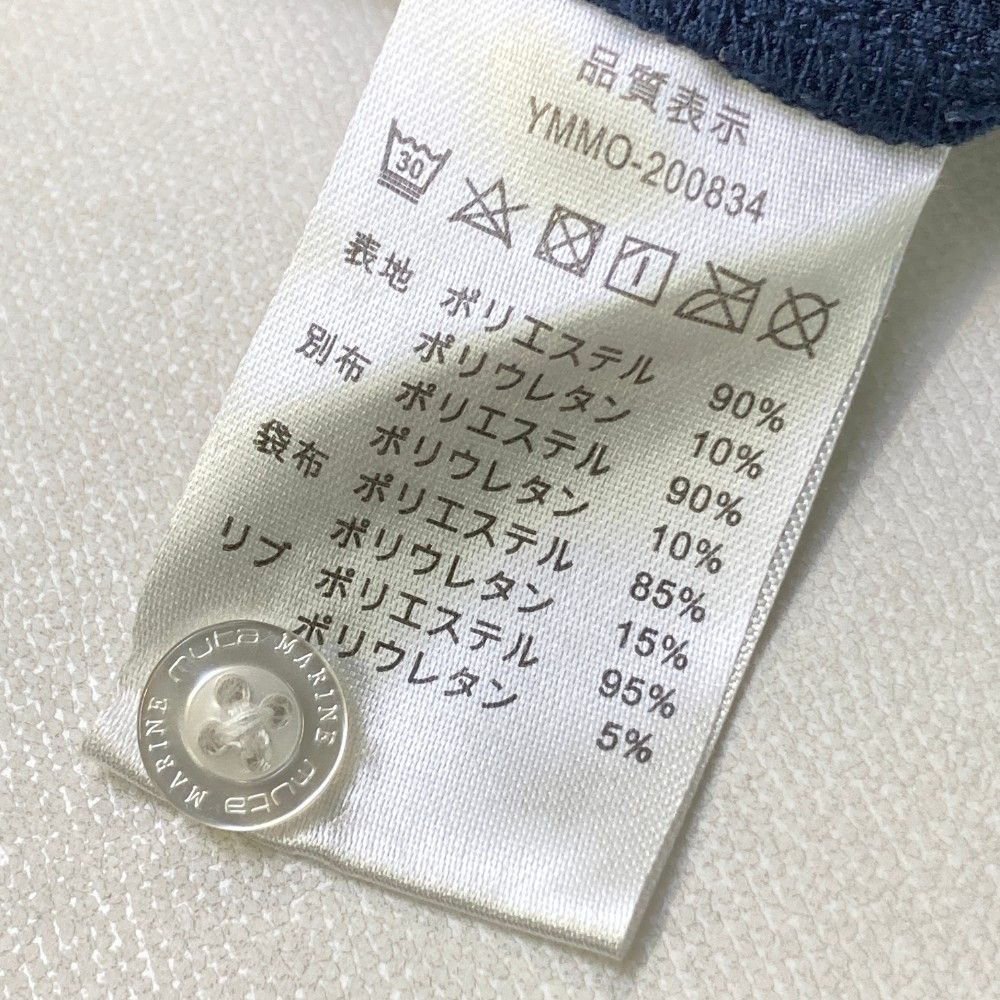 品質表示
YMMO-200834
30
表地 ポリエステル 90%
ポリウレタン 10%
別布 ポリエステル 90%
ポリウレタン 10%
袋布 ポリエステル 85%
ポリウレタン 15%
リブ ポリエステル 95%
ポリウレタン 5%
muta MARINE muta MARINE